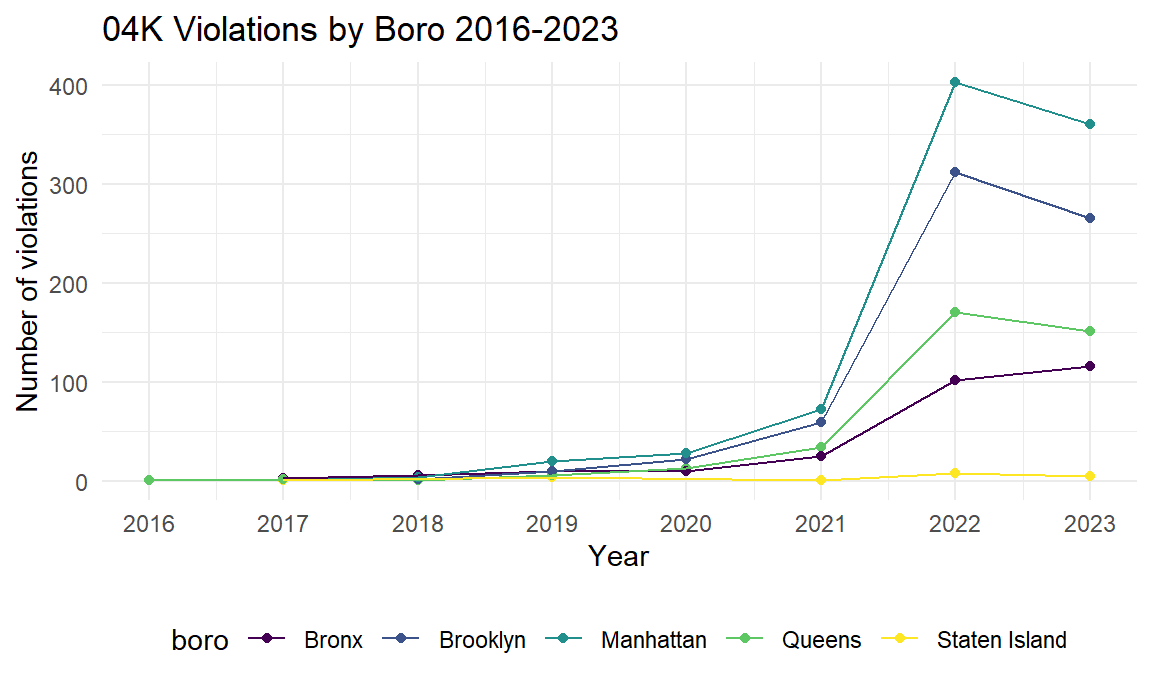 04K Violations by Boro 2016-2023
Number of violations
400
300
200
100
0
2016 2017 2018 2019 2020 2021 2022 2023
Year
boro Bronx Brooklyn Manhattan Queens Staten Island